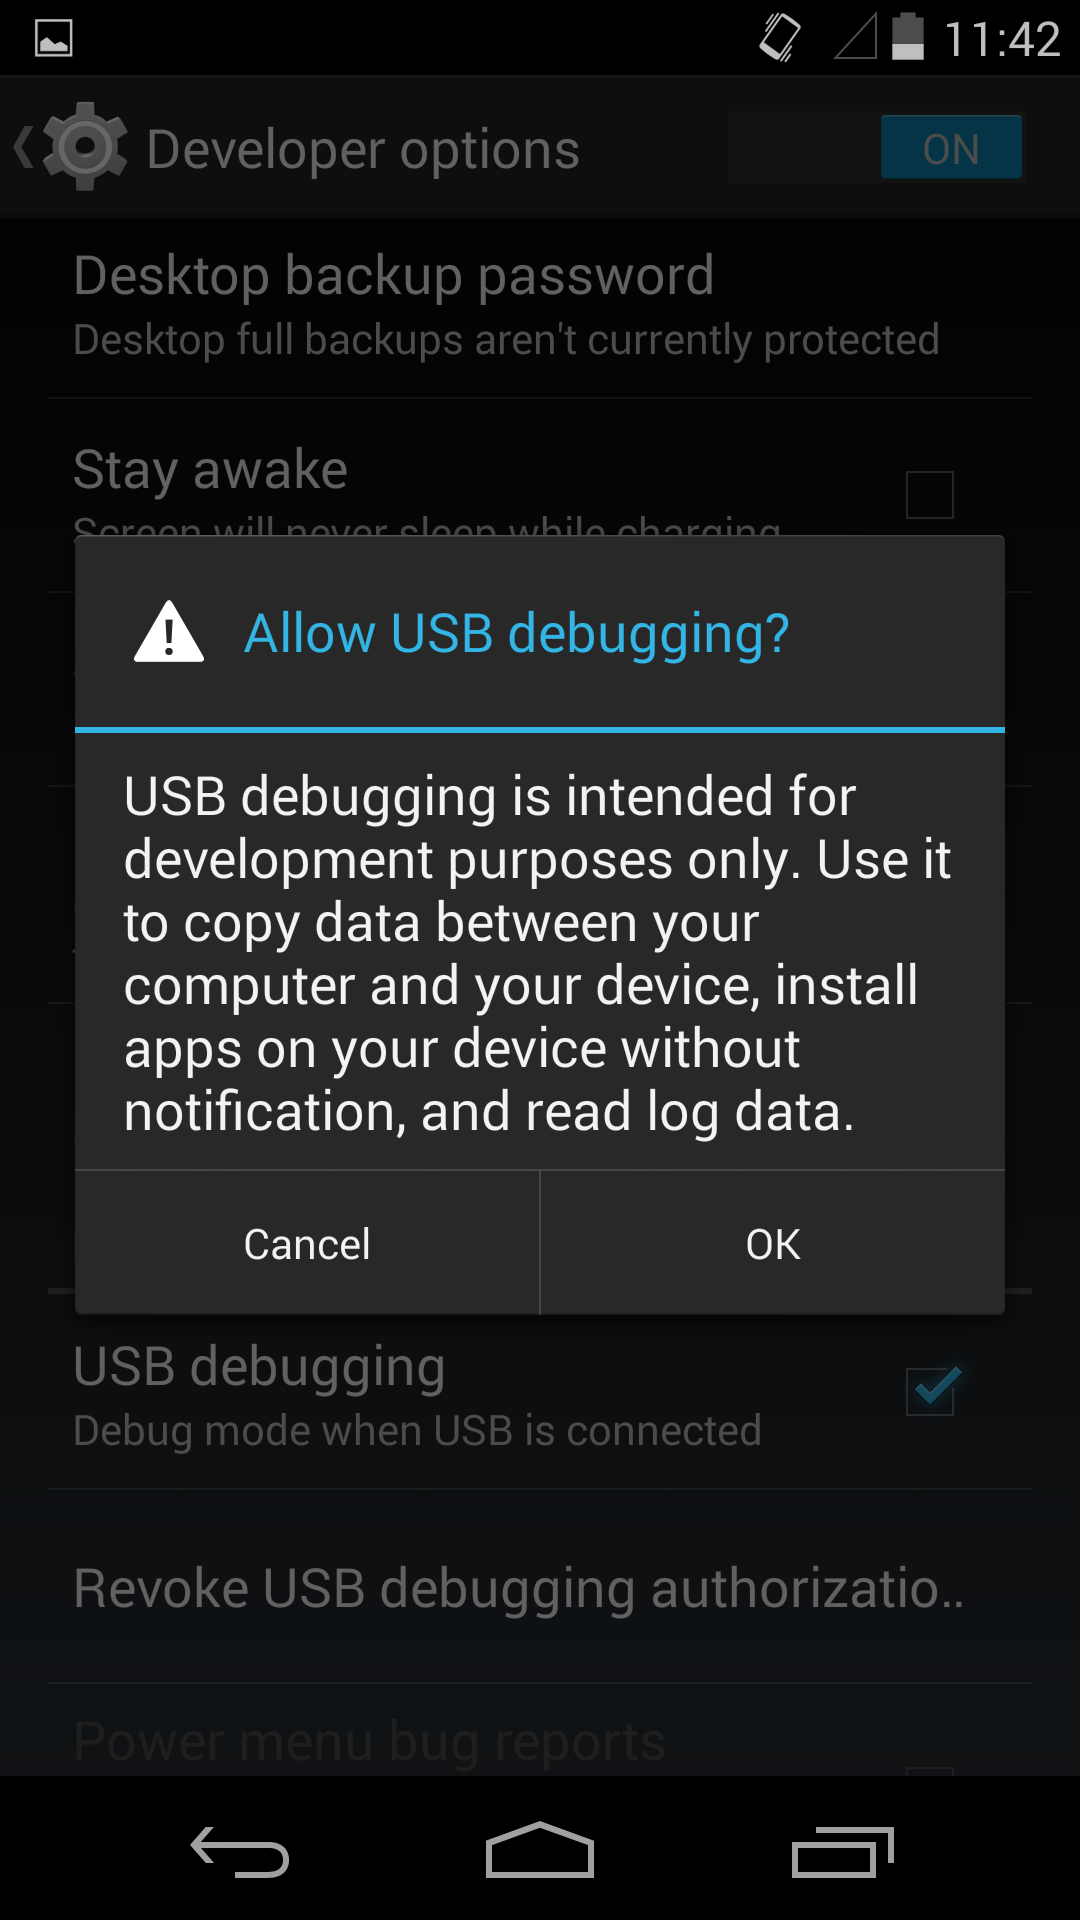 11:42
Developer options
ON
Desktop backup password
Desktop full backups aren't currently protected
Stay awake
Screen will never sleep while charging
Allow USB debugging?
USB debugging is intended for
development purposes only. Use it
to copy data between your
computer and your device, install
apps on your device without
notification, and read log data.
Cancel
OK
USB debugging
Debug mode when USB is connected
Revoke USB debugging authorizatio..
Power menu bug reports